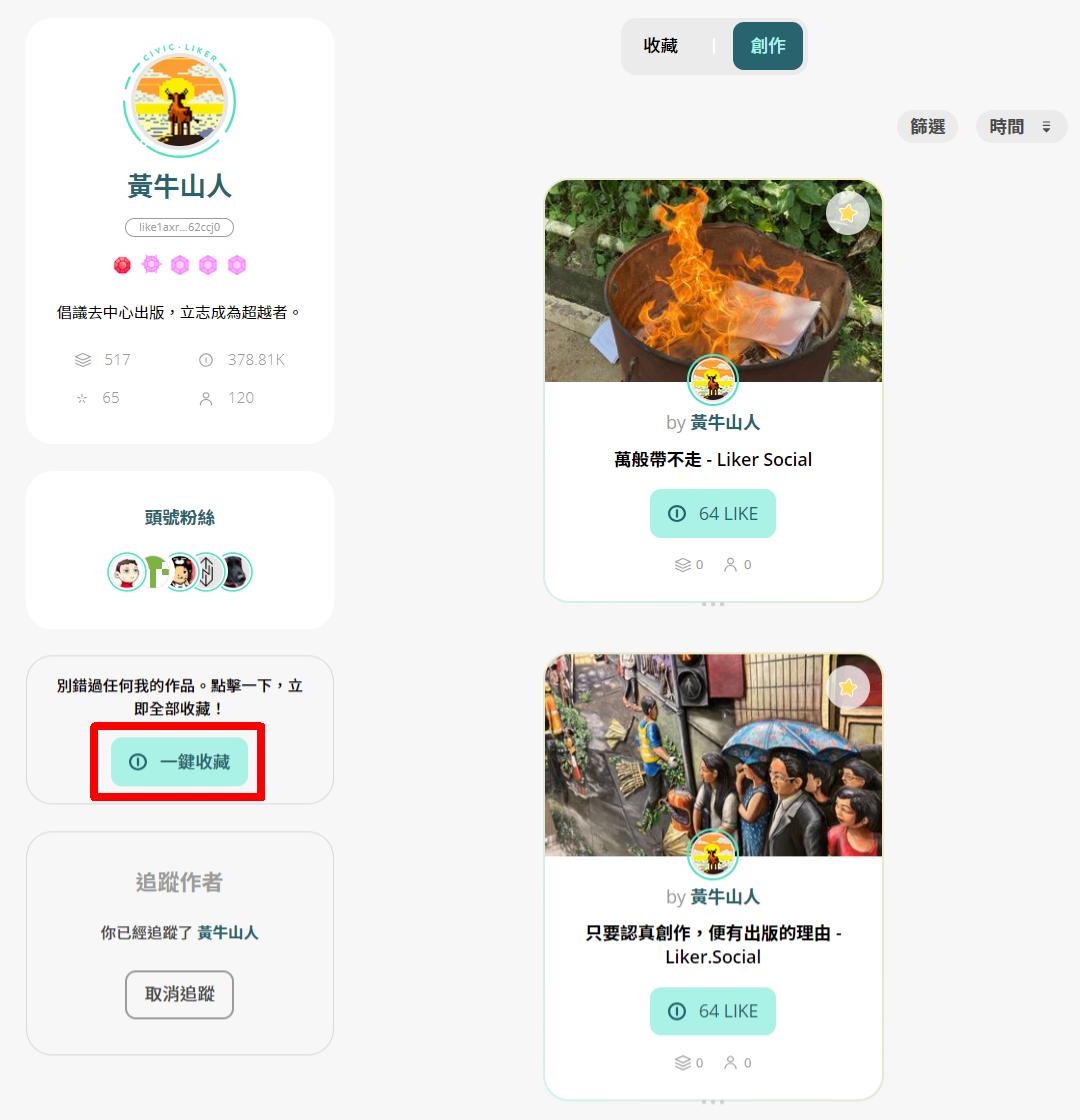 CIVIC · LIKER
黃牛山人
like1axr...62ccj0
倡議去中心出版，立志成為超越者。
517
378.81K
65
120
頭號粉絲
別錯過任何我的作品。點擊一下，立
即全部收藏！
一鍵收藏
追蹤作者
你已經追蹤了 黃牛山人
取消追蹤
收藏 | 創作
篩選
時間
by 黃牛山人
萬般帶不走 - Liker Social
64 LIKE
0 0
by 黃牛山人
只要認真創作，便有出版的理由 -
Liker.Social
64 LIKE
0 0